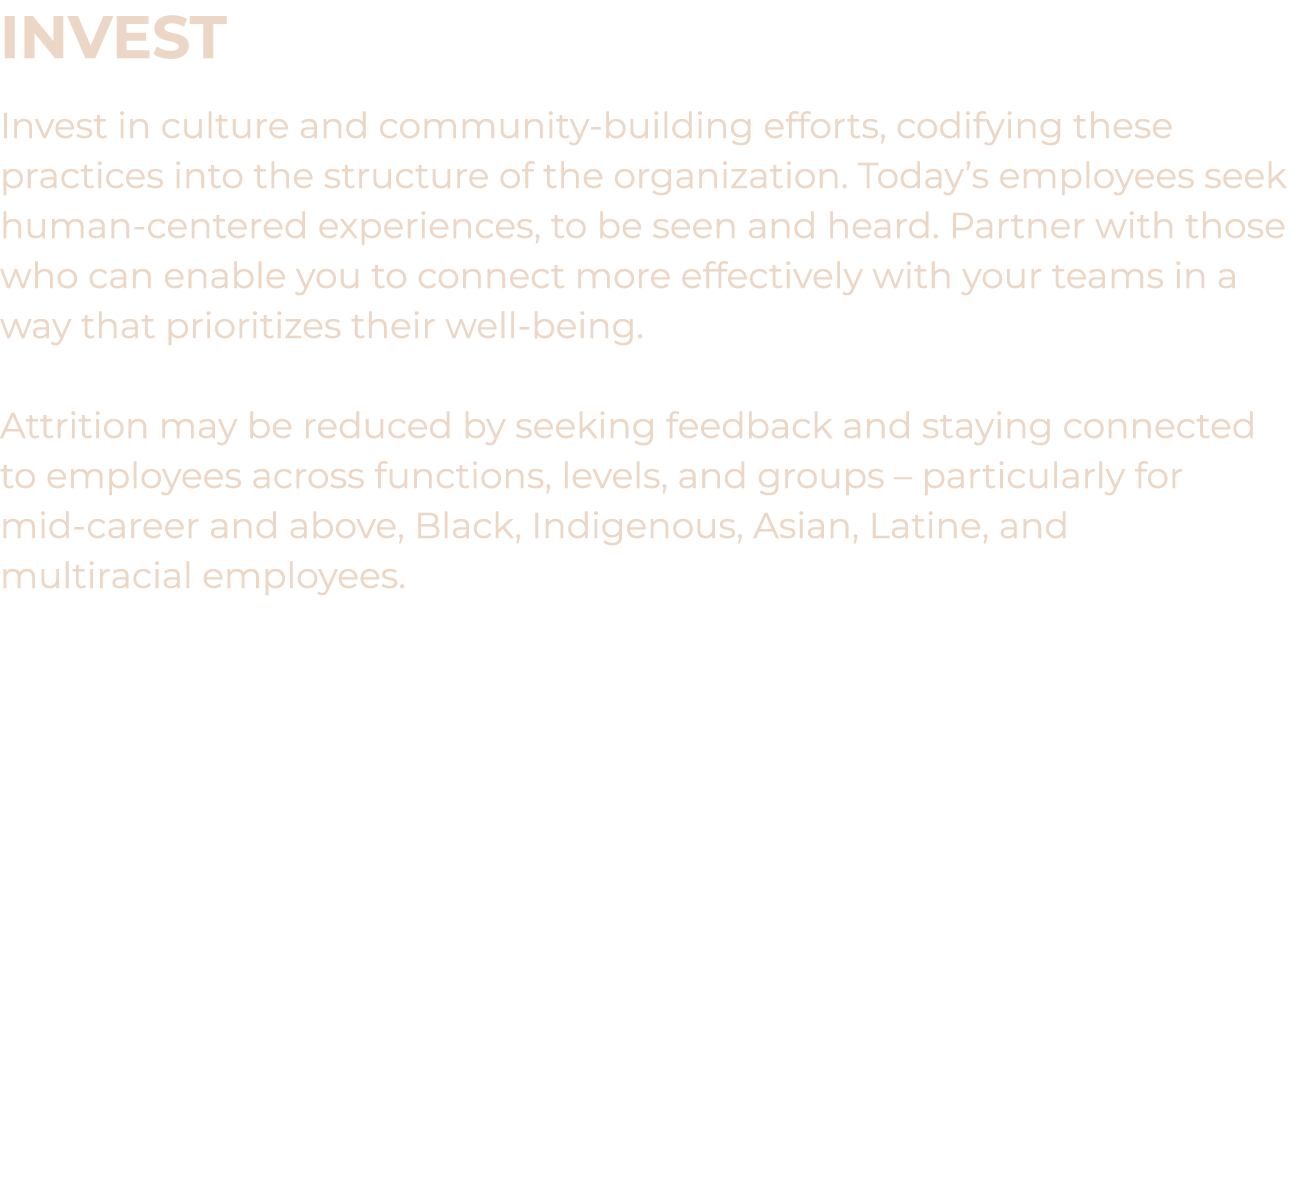 INVEST
Invest in culture and community-building efforts, codifying these
practices into the structure of the organization. Today’s employees seek
human-centered experiences, to be seen and heard. Partner with those
who can enable you to connect more effectively with your teams in a
way that prioritizes their well-being.
Attrition may be reduced by seeking feedback and staying connected
to employees across functions, levels, and groups – particularly for
mid-career and above, Black, Indigenous, Asian, Latine, and
multiracial employees.